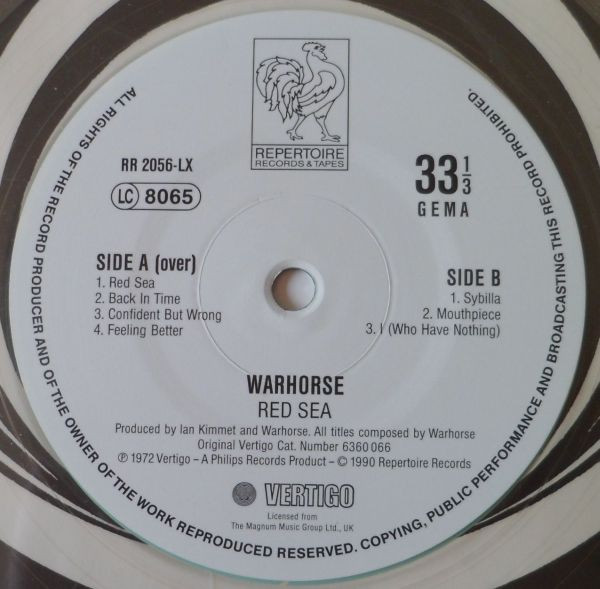 REPERTOIRE
RECORDS & TAPES
RR 2056-LX
LC 8065
33 1/3
GEMA
SIDE A (over)
1. Red Sea
2. Back In Time
3. Confident But Wrong
4. Feeling Better
SIDE B
1. Sybilla
2. Mouthpiece
3. I (Who Have Nothing)
WARHORSE
RED SEA
Produced by Ian Kimmet and Warhorse. All titles composed by Warhorse
Original Vertigo Cat. Number 6360 066
℗ 1972 Vertigo – A Philips Records Product – © 1990 Repertoire Records
VERTIGO
Licensed from
The Magnum Music Group Ltd., UK
ALL RIGHTS OF THE RECORD PRODUCER AND OF THE OWNER OF THE WORK REPRODUCED RESERVED. COPYING, PUBLIC PERFORMANCE AND BROADCASTING THIS RECORD PROHIBITED.